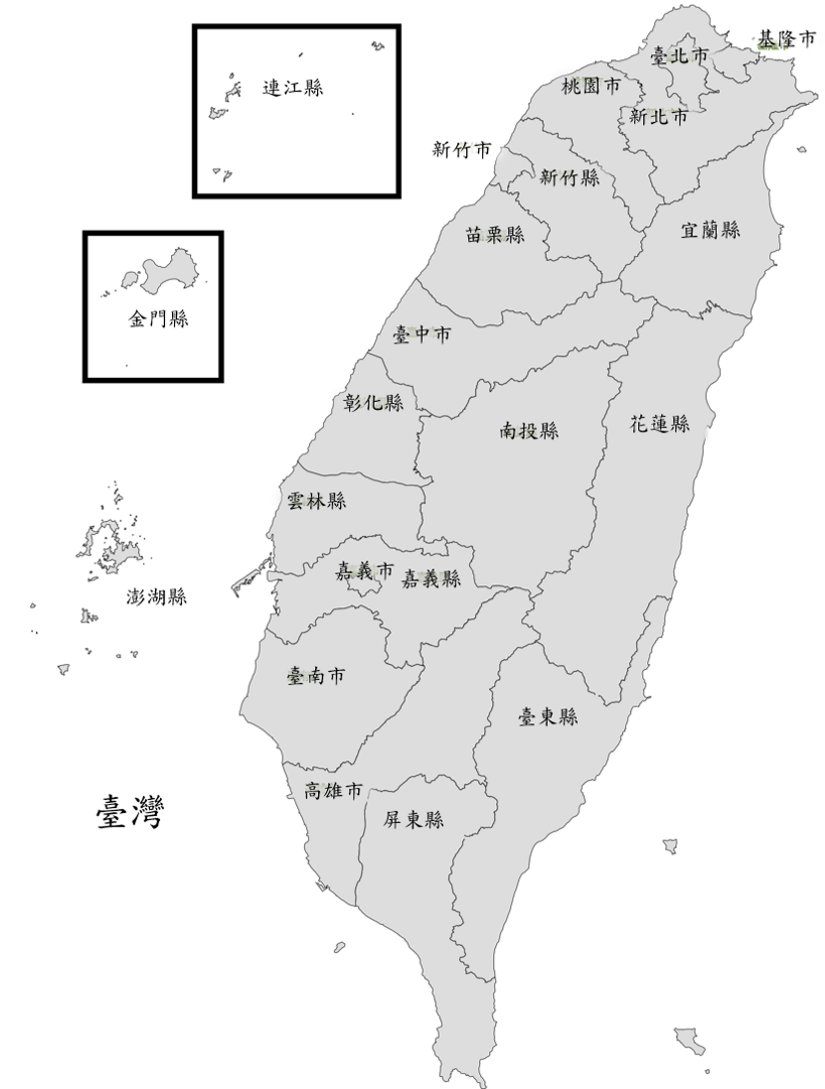 基隆市
臺北市
桃園市
連江縣
新北市
新竹市
新竹縣
宜蘭縣
苗栗縣
金門縣
臺中市
彰化縣
花蓮縣
南投縣
雲林縣
嘉義市
嘉義縣
澎湖縣
臺南市
臺東縣
高雄市
臺灣
屏東縣